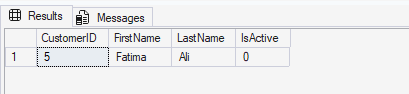 Results Messages
CustomerID FirstName LastName IsActive
1 5 Fatima Ali 0